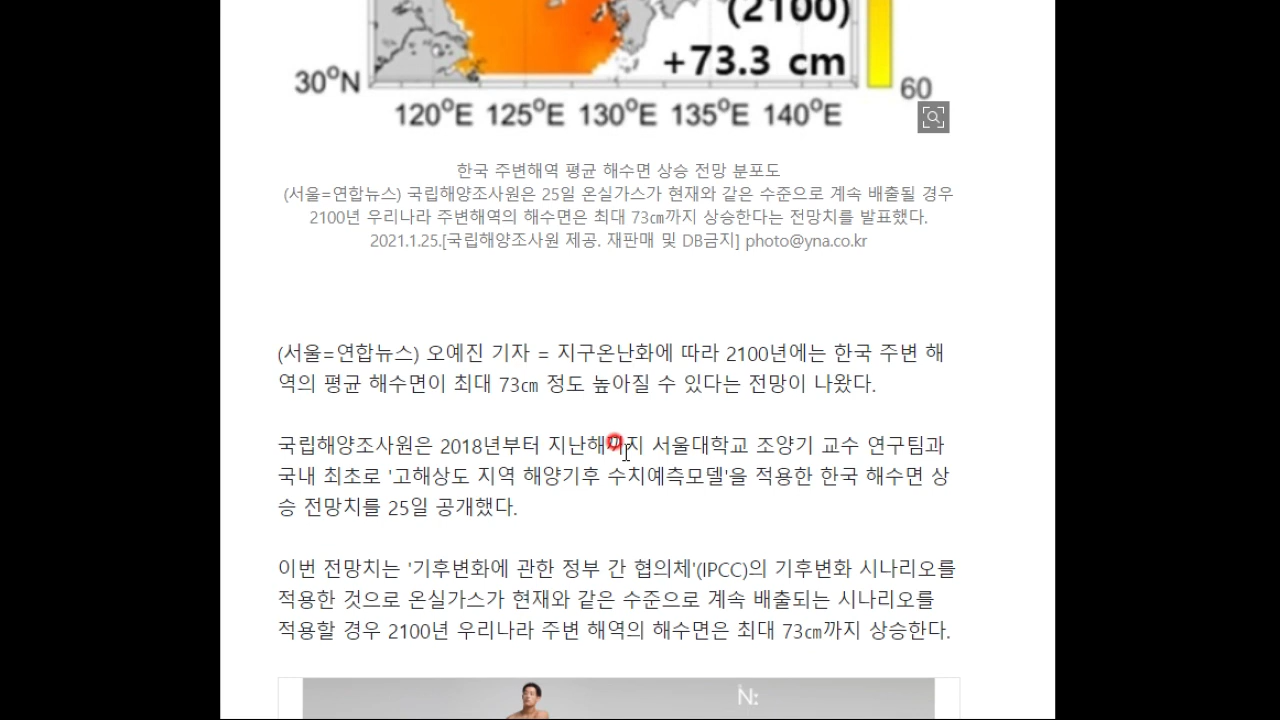 (2100)
+73.3 cm
30°N
60
120°E 125°E 130°E 135°E 140°E
한국 주변해역 평균 해수면 상승 전망 분포도
(서울=연합뉴스) 국립해양조사원은 25일 온실가스가 현재와 같은 수준으로 계속 배출될 경우
2100년 우리나라 주변해역의 해수면은 최대 73㎝까지 상승한다는 전망치를 발표했다.
2021.1.25.[국립해양조사원 제공. 재판매 및 DB금지] photo@yna.co.kr
(서울=연합뉴스) 오예진 기자 = 지구온난화에 따라 2100년에는 한국 주변 해
역의 평균 해수면이 최대 73㎝ 정도 높아질 수 있다는 전망이 나왔다.
국립해양조사원은 2018년부터 지난해까지 서울대학교 조양기 교수 연구팀과
국내 최초로 '고해상도 지역 해양기후 수치예측모델'을 적용한 한국 해수면 상
승 전망치를 25일 공개했다.
이번 전망치는 '기후변화에 관한 정부 간 협의체'(IPCC)의 기후변화 시나리오를
적용한 것으로 온실가스가 현재와 같은 수준으로 계속 배출되는 시나리오를
적용할 경우 2100년 우리나라 주변 해역의 해수면은 최대 73㎝까지 상승한다.
N: